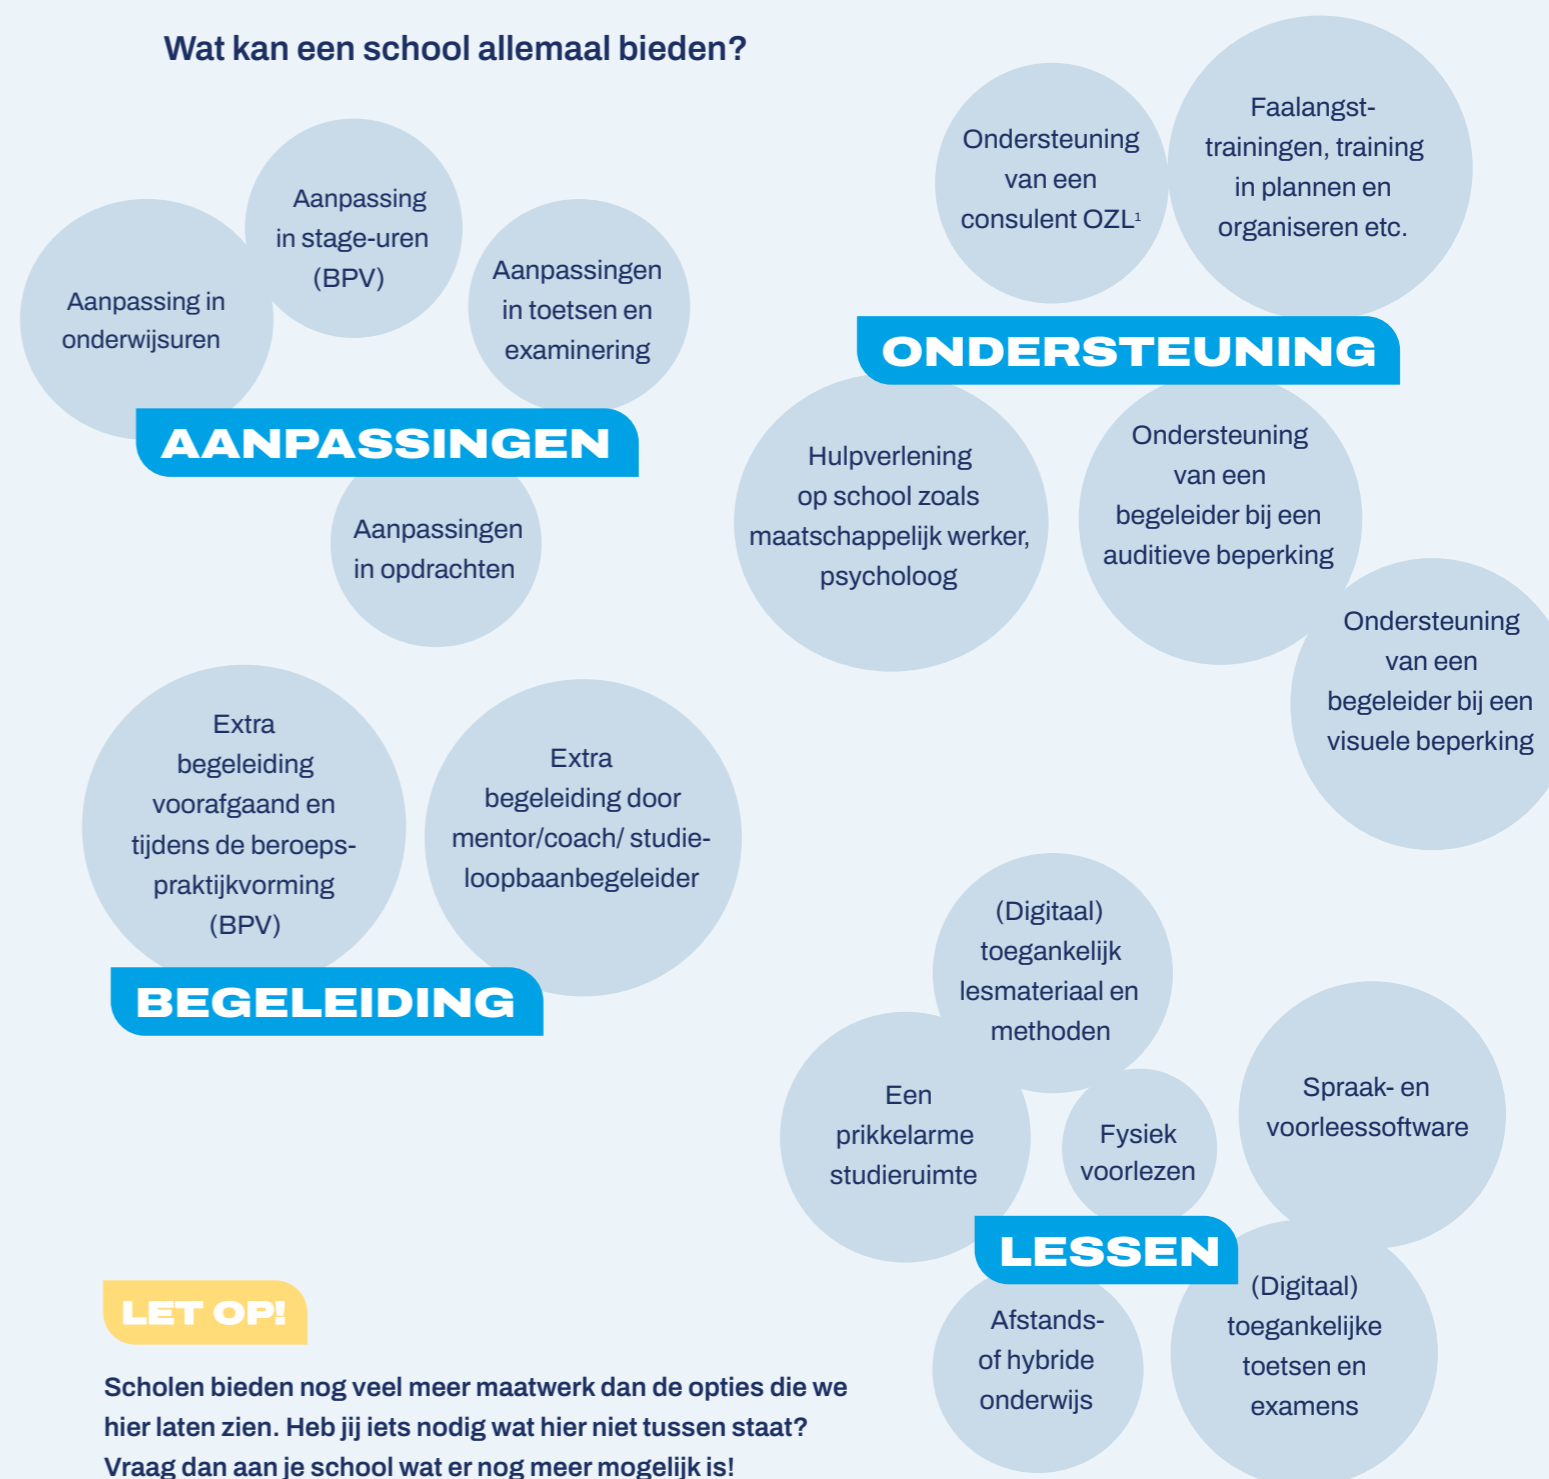 Wat kan een school allemaal bieden?
Aanpassing in
onderwijsuren
Aanpassing
in stage-uren
(BPV)
Aanpassingen
in toetsen en
examinering
AANPASSINGEN
Aanpassingen
in opdrachten
Ondersteuning
van een
consulent OZL¹
Faalangst-
trainingen, training
in plannen en
organiseren etc.
ONDERSTEUNING
Hulpverlening
op school zoals
maatschappelijk werker,
psycholoog
Ondersteuning
van een
begeleider bij een
auditieve beperking
Ondersteuning
van een
begeleider bij een
visuele beperking
Extra
begeleiding
voorafgaand en
tijdens de beroeps-
praktijkvorming
(BPV)
Extra
begeleiding door
mentor/coach/ studie-
loopbaanbegeleider
BEGELEIDING
(Digitaal)
toegankelijk
lesmateriaal en
methoden
Een
prikkelarme
studieruimte
Fysiek
voorlezen
Spraak- en
voorleessoftware
LESSEN
Afstands-
of hybride
onderwijs
(Digitaal)
toegankelijke
toetsen en
examens
LET OP!
Scholen bieden nog veel meer maatwerk dan de opties die we
hier laten zien. Heb jij iets nodig wat hier niet tussen staat?
Vraag dan aan je school wat er nog meer mogelijk is!